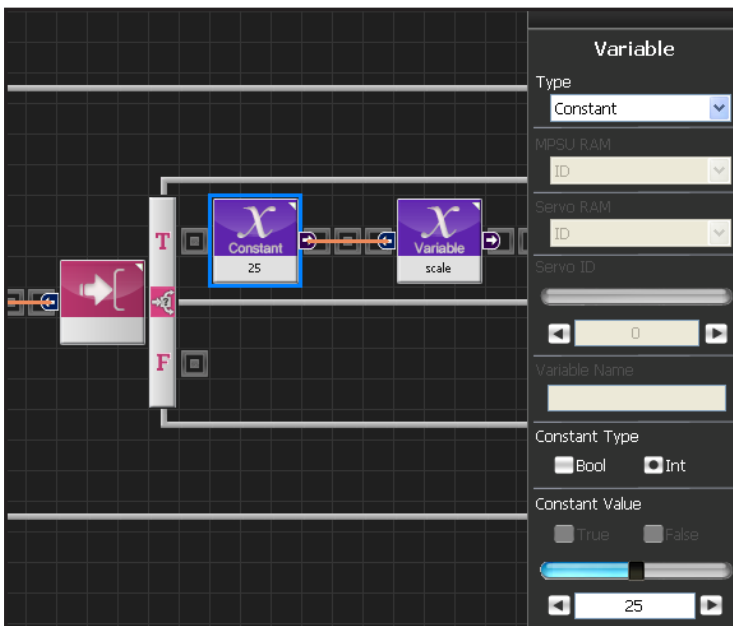 Variable
Type
Constant
MPSU RAM
ID
Servo RAM
ID
Servo ID
0
Variable Name
Constant Type
Bool Int
Constant Value
True False
25
T
X
Constant
25
X
Variable
scale
?
F